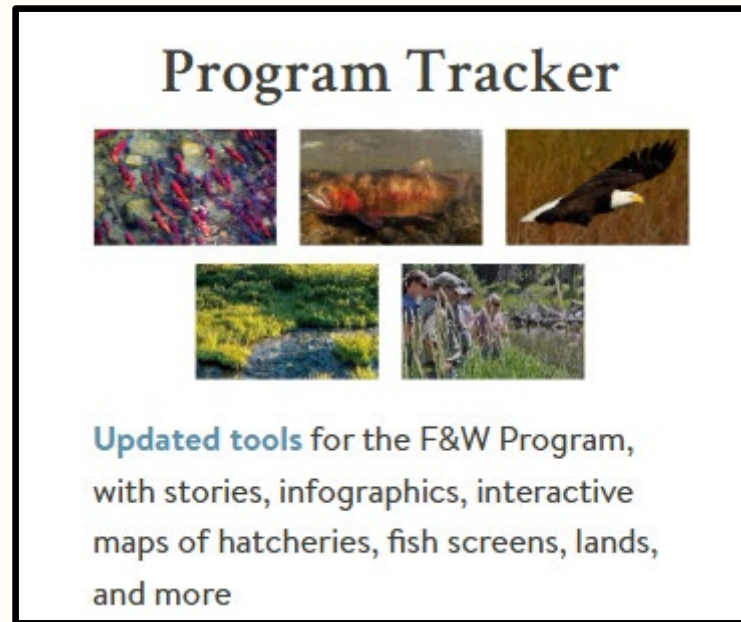 Program Tracker
Updated tools for the F&W Program,
with stories, infographics, interactive
maps of hatcheries, fish screens, lands,
and more